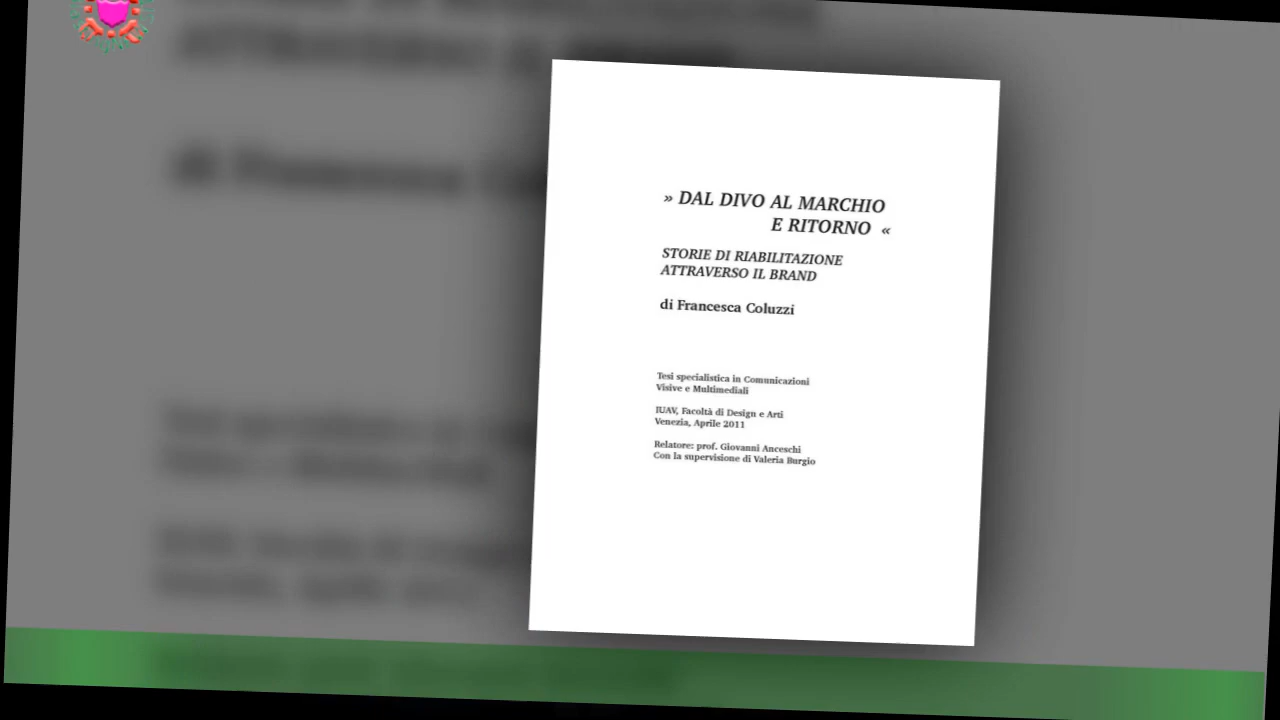 » DAL DIVO AL MARCHIO
E RITORNO «
STORIE DI RIABILITAZIONE
ATTRAVERSO IL BRAND
di Francesca Coluzzi
Tesi specialistica in Comunicazioni
Visive e Multimediali
IUAV, Facoltà di Design e Arti
Venezia, Aprile 2011
Relatore: prof. Giovanni Anceschi
Con la supervisione di Valeria Burgio